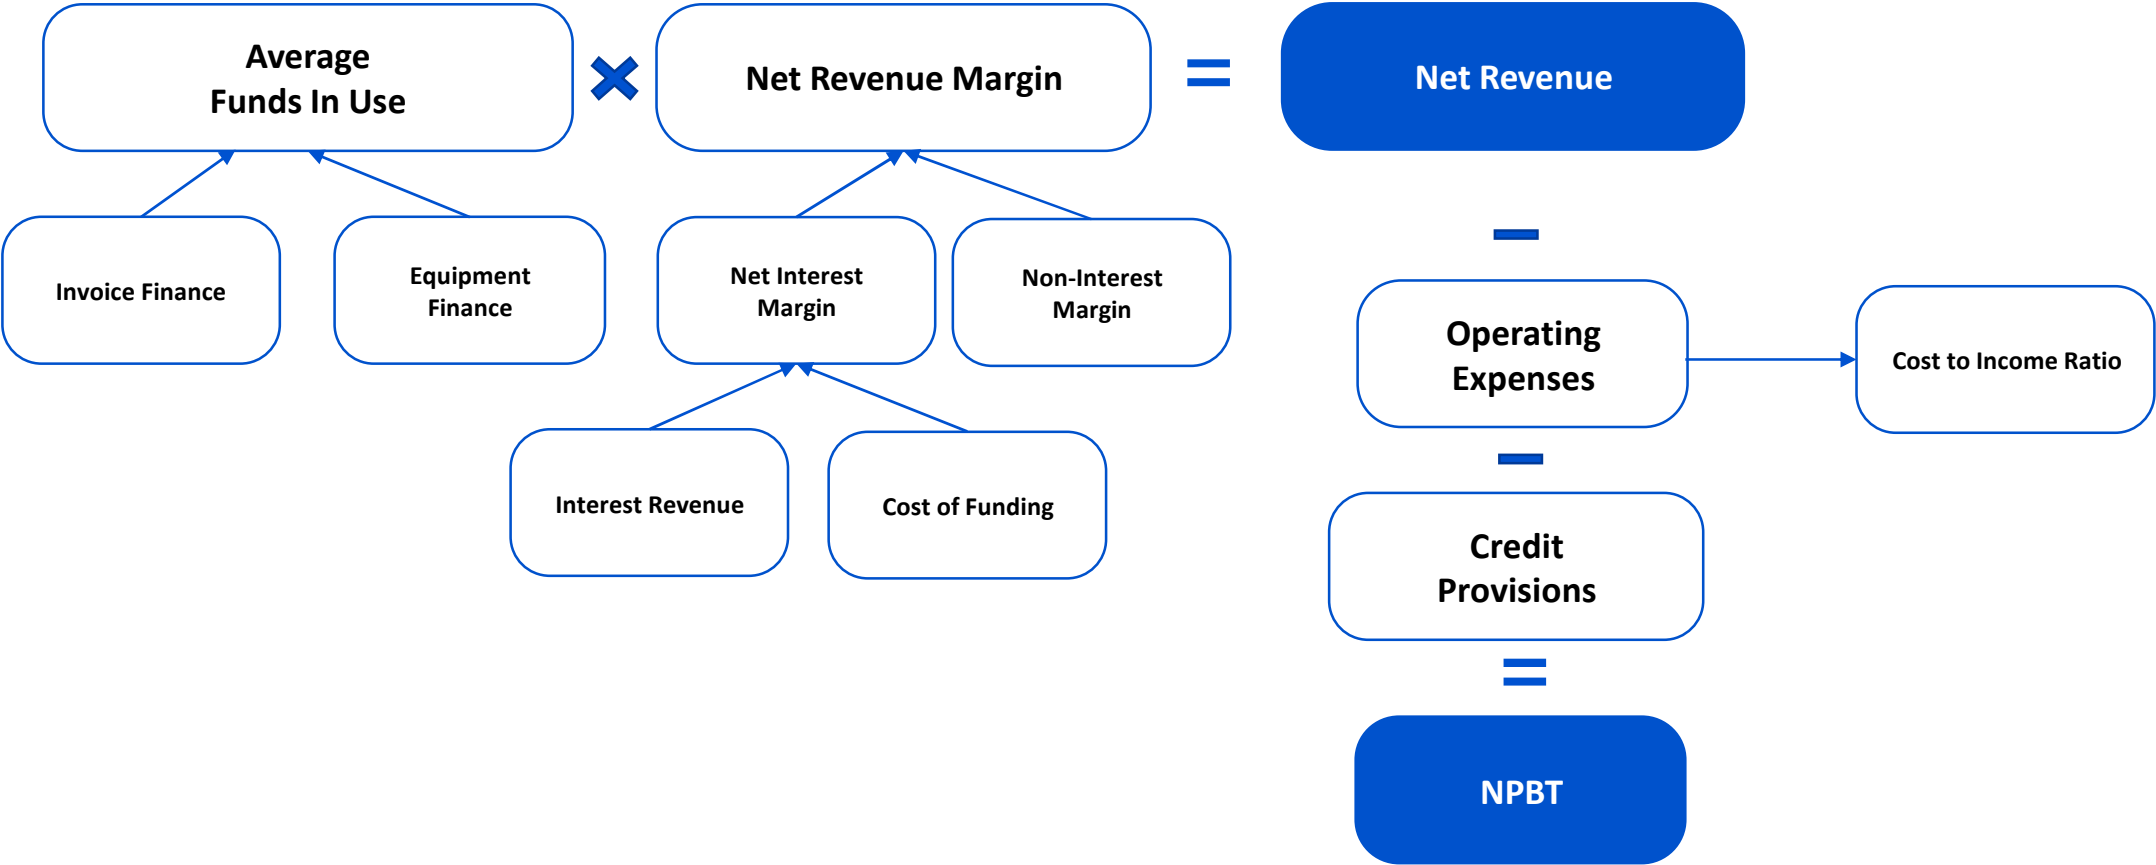 Average
Funds In Use
Net Revenue Margin
=
Net Revenue
Invoice Finance
Equipment
Finance
Net Interest
Margin
Non-Interest
Margin
Operating
Expenses
Cost to Income Ratio
Interest Revenue
Cost of Funding
Credit
Provisions
=
NPBT